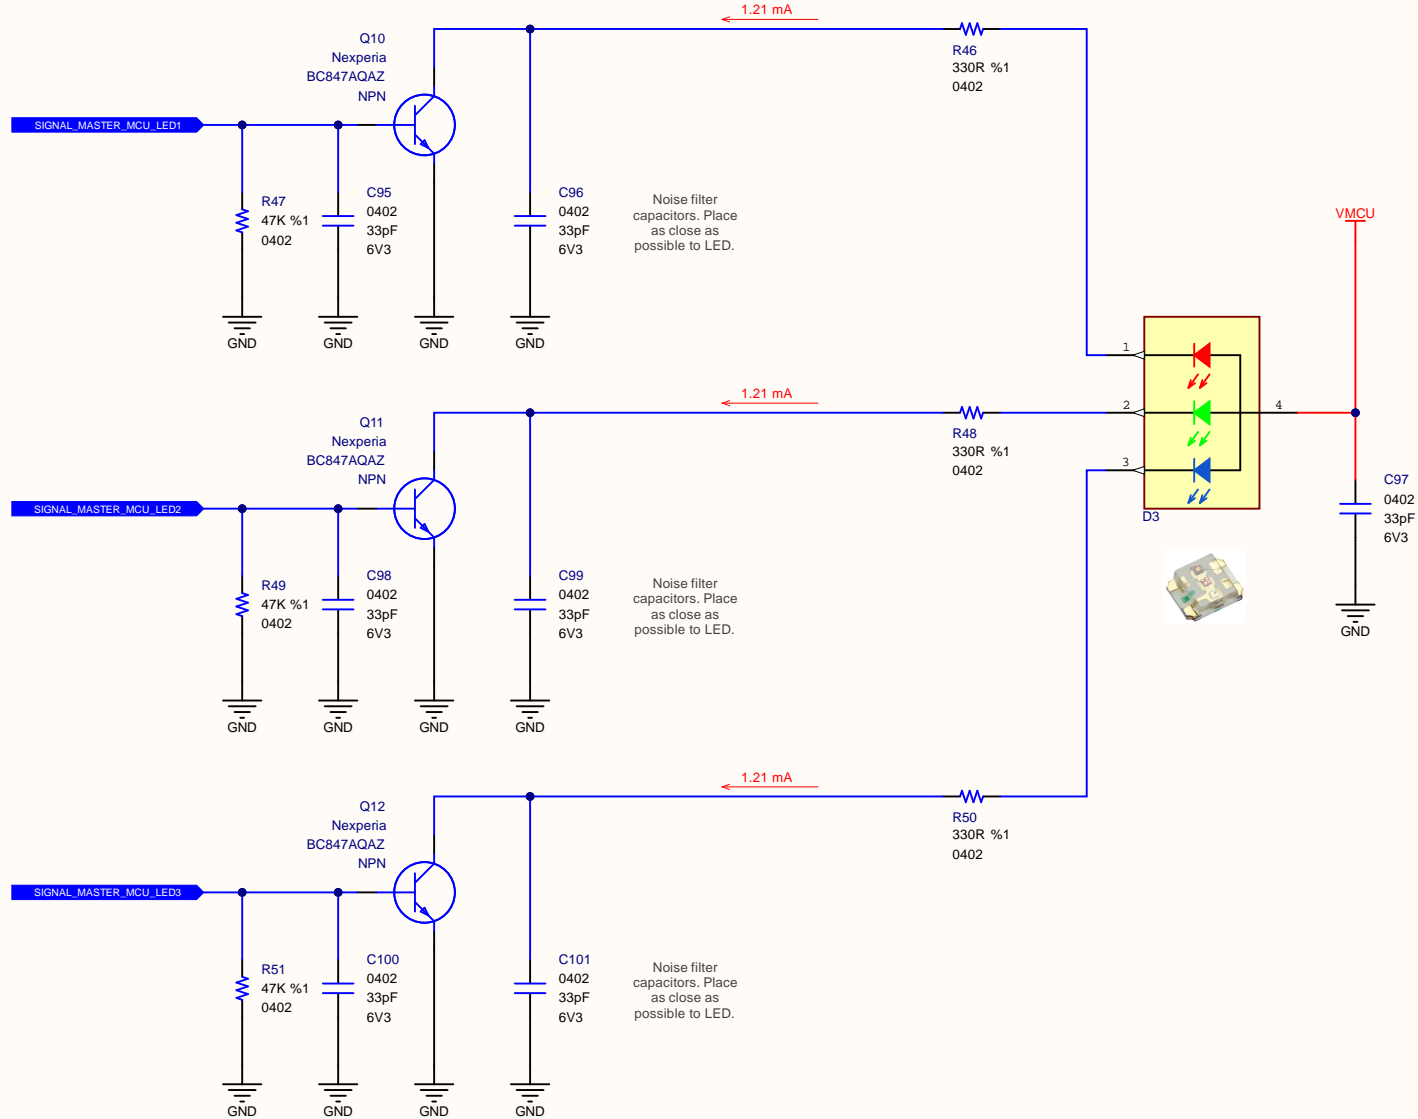 1.21 mA
Q10
Nexperia
BC847AQAZ
NPN
R46
330R %1
0402
SIGNAL_MASTER_MCU_LED1
R47
47K %1
0402
C95
0402
33pF
6V3
C96
0402
33pF
6V3
Noise filter
capacitors. Place
as close as
possible to LED.
GND
GND
GND
GND
VMCU
1
2
3
4
D3
C97
0402
33pF
6V3
GND
1.21 mA
Q11
Nexperia
BC847AQAZ
NPN
R48
330R %1
0402
SIGNAL_MASTER_MCU_LED2
R49
47K %1
0402
C98
0402
33pF
6V3
C99
0402
33pF
6V3
Noise filter
capacitors. Place
as close as
possible to LED.
GND
GND
GND
GND
1.21 mA
Q12
Nexperia
BC847AQAZ
NPN
R50
330R %1
0402
SIGNAL_MASTER_MCU_LED3
R51
47K %1
0402
C100
0402
33pF
6V3
C101
0402
33pF
6V3
Noise filter
capacitors. Place
as close as
possible to LED.
GND
GND
GND
GND